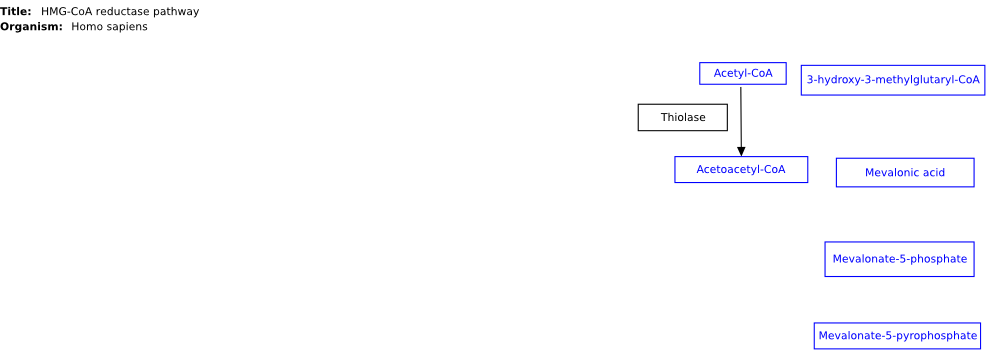 Title: HMG-CoA reductase pathway
Organism: Homo sapiens
Acetyl-CoA
3-hydroxy-3-methylglutaryl-CoA
Thiolase
Acetoacetyl-CoA
Mevalonic acid
Mevalonate-5-phosphate
Mevalonate-5-pyrophosphate